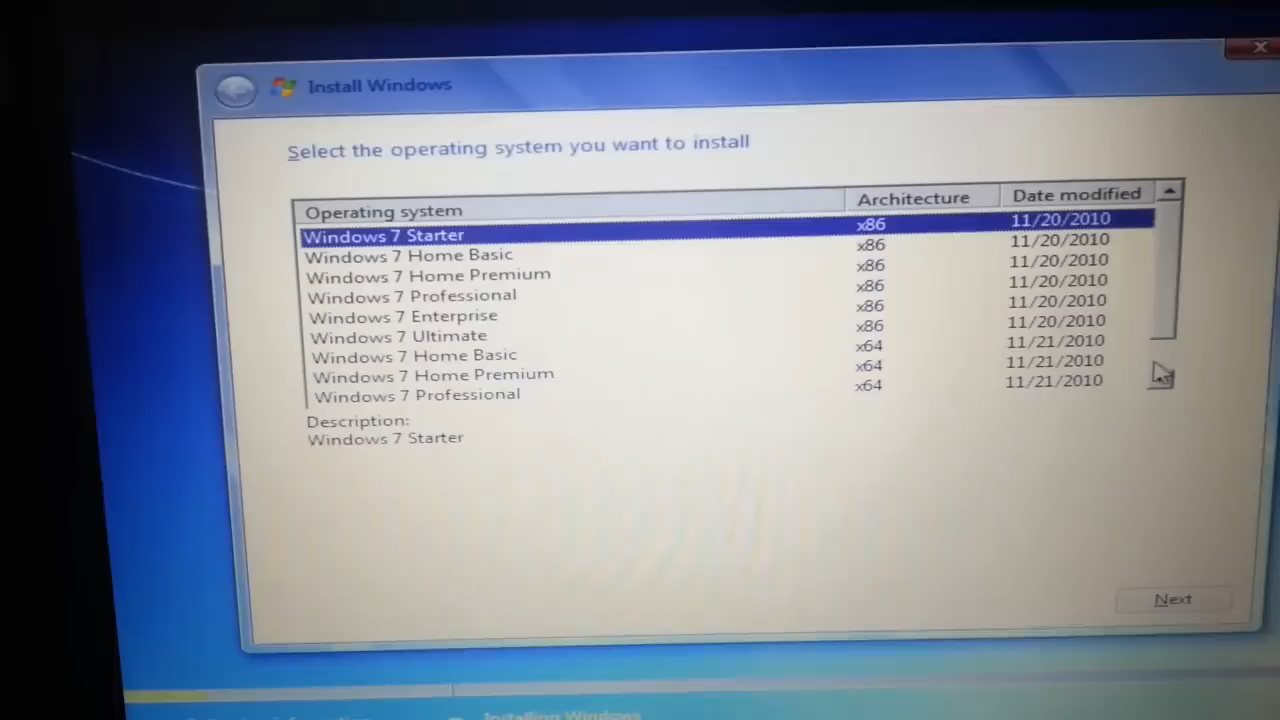 Install Windows
Select the operating system you want to install
Operating system Architecture Date modified
Windows 7 Starter x86 11/20/2010
Windows 7 Home Basic x86 11/20/2010
Windows 7 Home Premium x86 11/20/2010
Windows 7 Professional x86 11/20/2010
Windows 7 Enterprise x86 11/20/2010
Windows 7 Ultimate x86 11/20/2010
Windows 7 Home Basic x64 11/21/2010
Windows 7 Home Premium x64 11/21/2010
Windows 7 Professional x64 11/21/2010
Description:
Windows 7 Starter
Next
Installing Windows